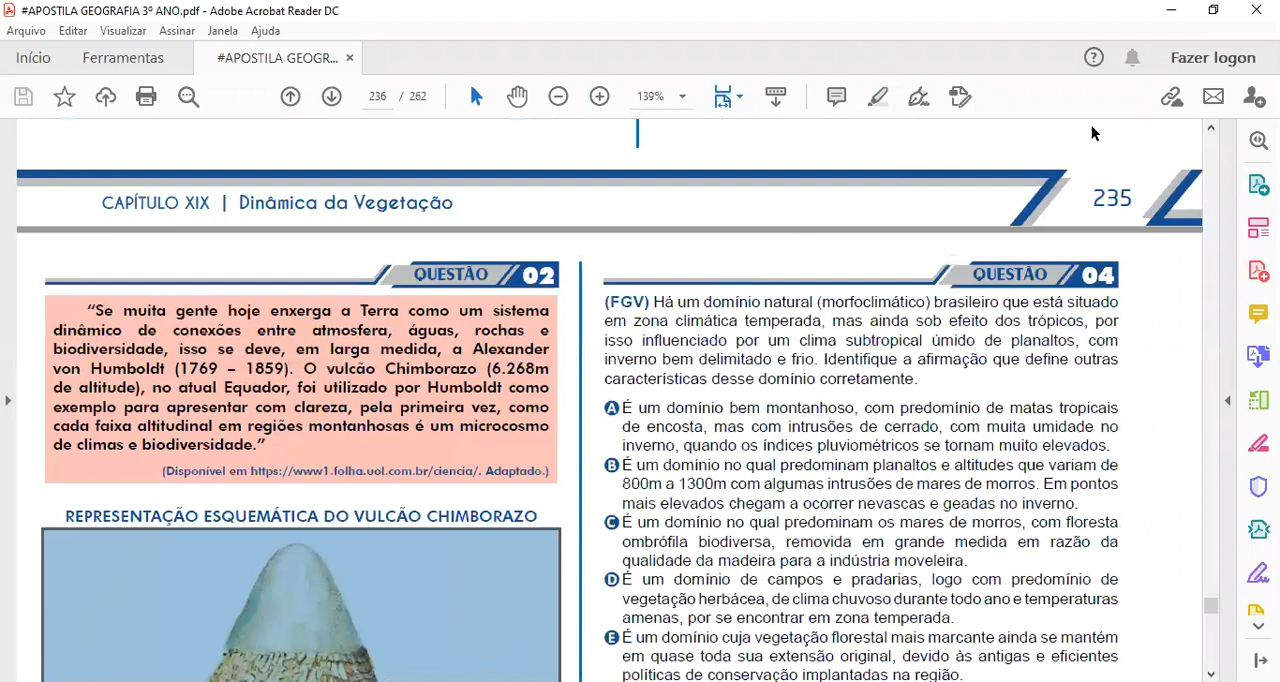 #APOSTILA GEOGRAFIA 3º ANO.pdf - Adobe Acrobat Reader DC
Arquivo Editar Visualizar Assinar Janela Ajuda
Início Ferramentas #APOSTILA GEOGR... × Fazer logon
236 / 262 139%
CAPÍTULO XIX | Dinâmica da Vegetação 235
QUESTÃO 02
“Se muita gente hoje enxerga a Terra como um sistema
dinâmico de conexões entre atmosfera, águas, rochas e
biodiversidade, isso se deve, em larga medida, a Alexander
von Humboldt (1769 – 1859). O vulcão Chimborazo (6.268m
de altitude), no atual Equador, foi utilizado por Humboldt como
exemplo para apresentar com clareza, pela primeira vez, como
cada faixa altitudinal em regiões montanhosas é um microcosmo
de climas e biodiversidade.”
(Disponível em https://www1.folha.uol.com.br/ciencia/. Adaptado.)
REPRESENTAÇÃO ESQUEMÁTICA DO VULCÃO CHIMBORAZO
QUESTÃO 04
(FGV) Há um domínio natural (morfoclimático) brasileiro que está situado
em zona climática temperada, mas ainda sob efeito dos trópicos, por
isso influenciado por um clima subtropical úmido de planaltos, com
inverno bem delimitado e frio. Identifique a afirmação que define outras
características desse domínio corretamente.
A É um domínio bem montanhoso, com predomínio de matas tropicais
de encosta, mas com intrusões de cerrado, com muita umidade no
inverno, quando os índices pluviométricos se tornam muito elevados.
B É um domínio no qual predominam planaltos e altitudes que variam de
800m a 1300m com algumas intrusões de mares de morros. Em pontos
mais elevados chegam a ocorrer nevascas e geadas no inverno.
C É um domínio no qual predominam os mares de morros, com floresta
ombrófila biodiversa, removida em grande medida em razão da
qualidade da madeira para a indústria moveleira.
D É um domínio de campos e pradarias, logo com predomínio de
vegetação herbácea, de clima chuvoso durante todo ano e temperaturas
amenas, por se encontrar em zona temperada.
E É um domínio cuja vegetação florestal mais marcante ainda se mantém
em quase toda sua extensão original, devido às antigas e eficientes
políticas de conservação implantadas na região.